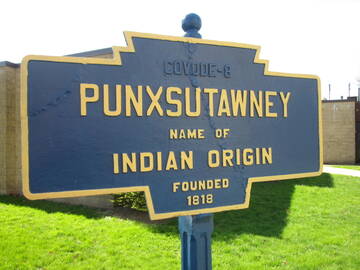 COVODE-8
PUNXSUTAWNEY
NAME OF
INDIAN ORIGIN
FOUNDED
1818